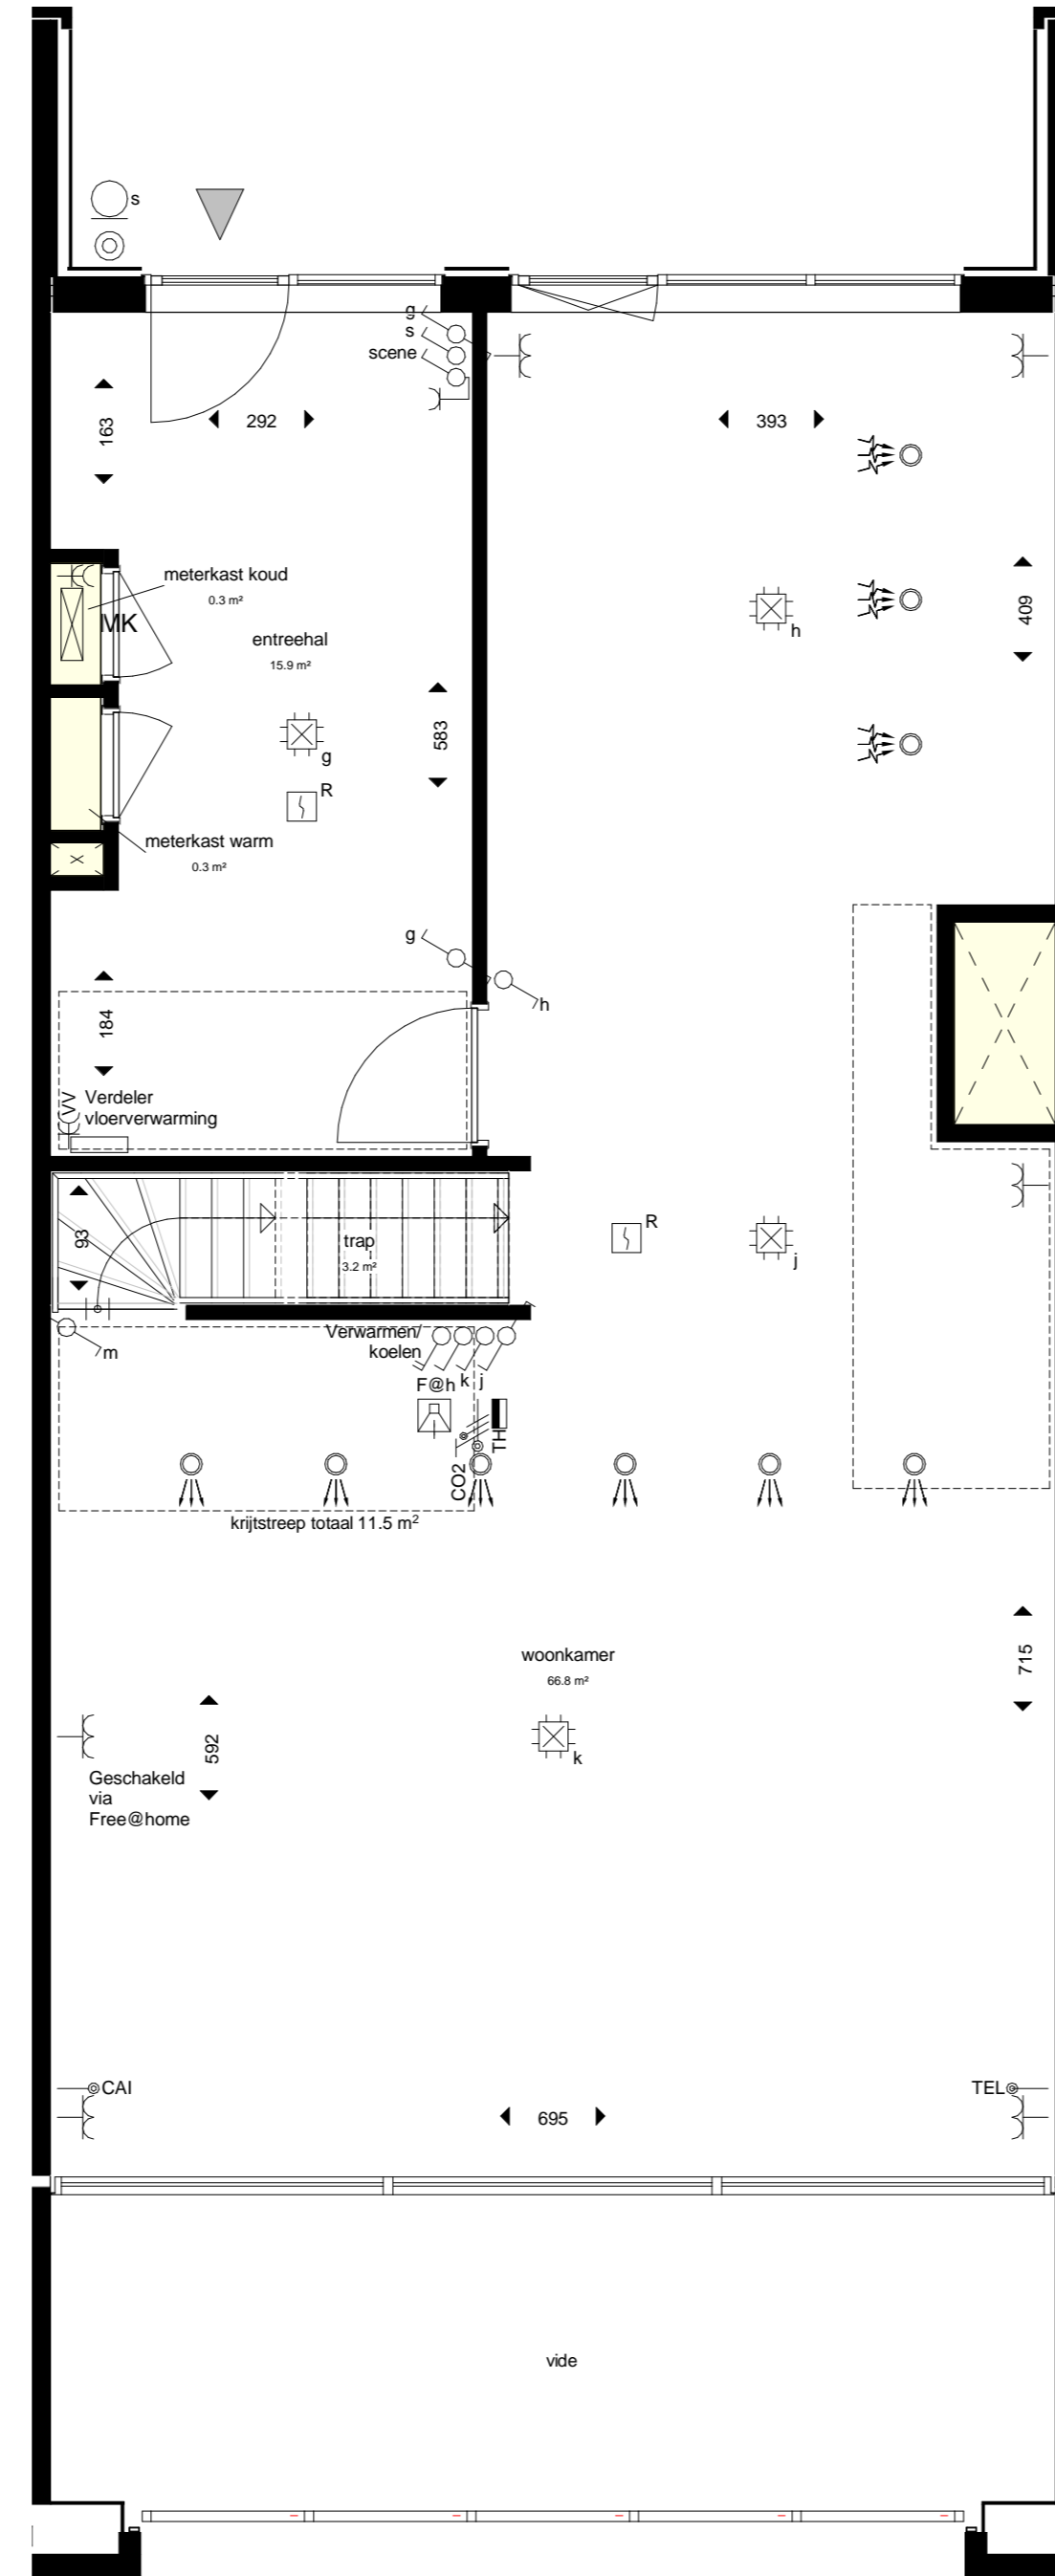 s
g
s
scene
163
292
393
meterkast koud
0.3 m²
MK
entreehal
15.9 m²
409
h
583
g
R
meterkast warm
0.3 m²
g
h
184
VV
Verdeler
vloerverwarming
93
trap
3.2 m²
R
j
m
Verwarmen/
koelen
F@h k j
TH
CO2
krijtstreep totaal 11.5 m²
woonkamer
66.8 m²
715
592
k
Geschakeld
via
Free@home
CAI
TEL
695
vide